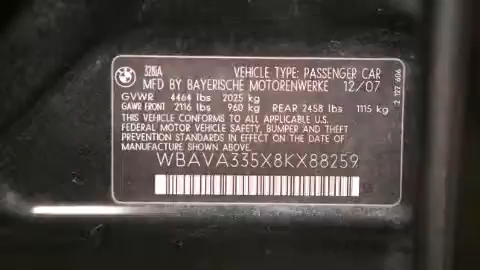 328iA VEHICLE TYPE: PASSENGER CAR
MFD BY BAYERISCHE MOTORENWERKE 12/07
GVWR 4464 lbs 2025 kg
GAWR FRONT 2116 lbs 960 kg REAR 2458 lbs 1115 kg
THIS VEHICLE CONFORMS TO ALL APPLICABLE
FEDERAL MOTOR VEHICLE SAFETY, BUMPER AND THEFT
PREVENTION STANDARDS IN EFFECT ON THE DATE OF
MANUFACTURE SHOWN ABOVE.
WBAVA335X8KX88259